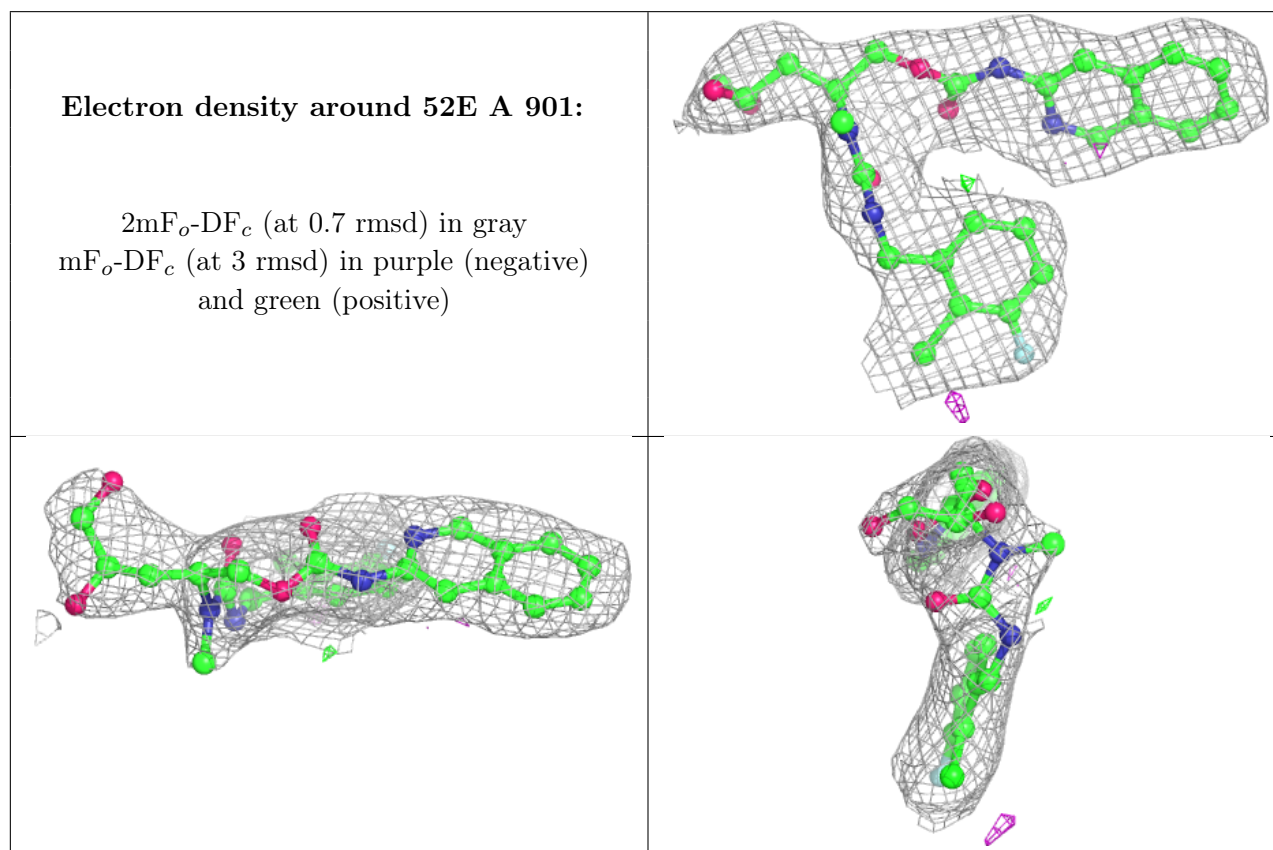 Electron density around 52E A 901:
2mFo-DFc (at 0.7 rmsd) in gray
mFo-DFc (at 3 rmsd) in purple (negative)
and green (positive)